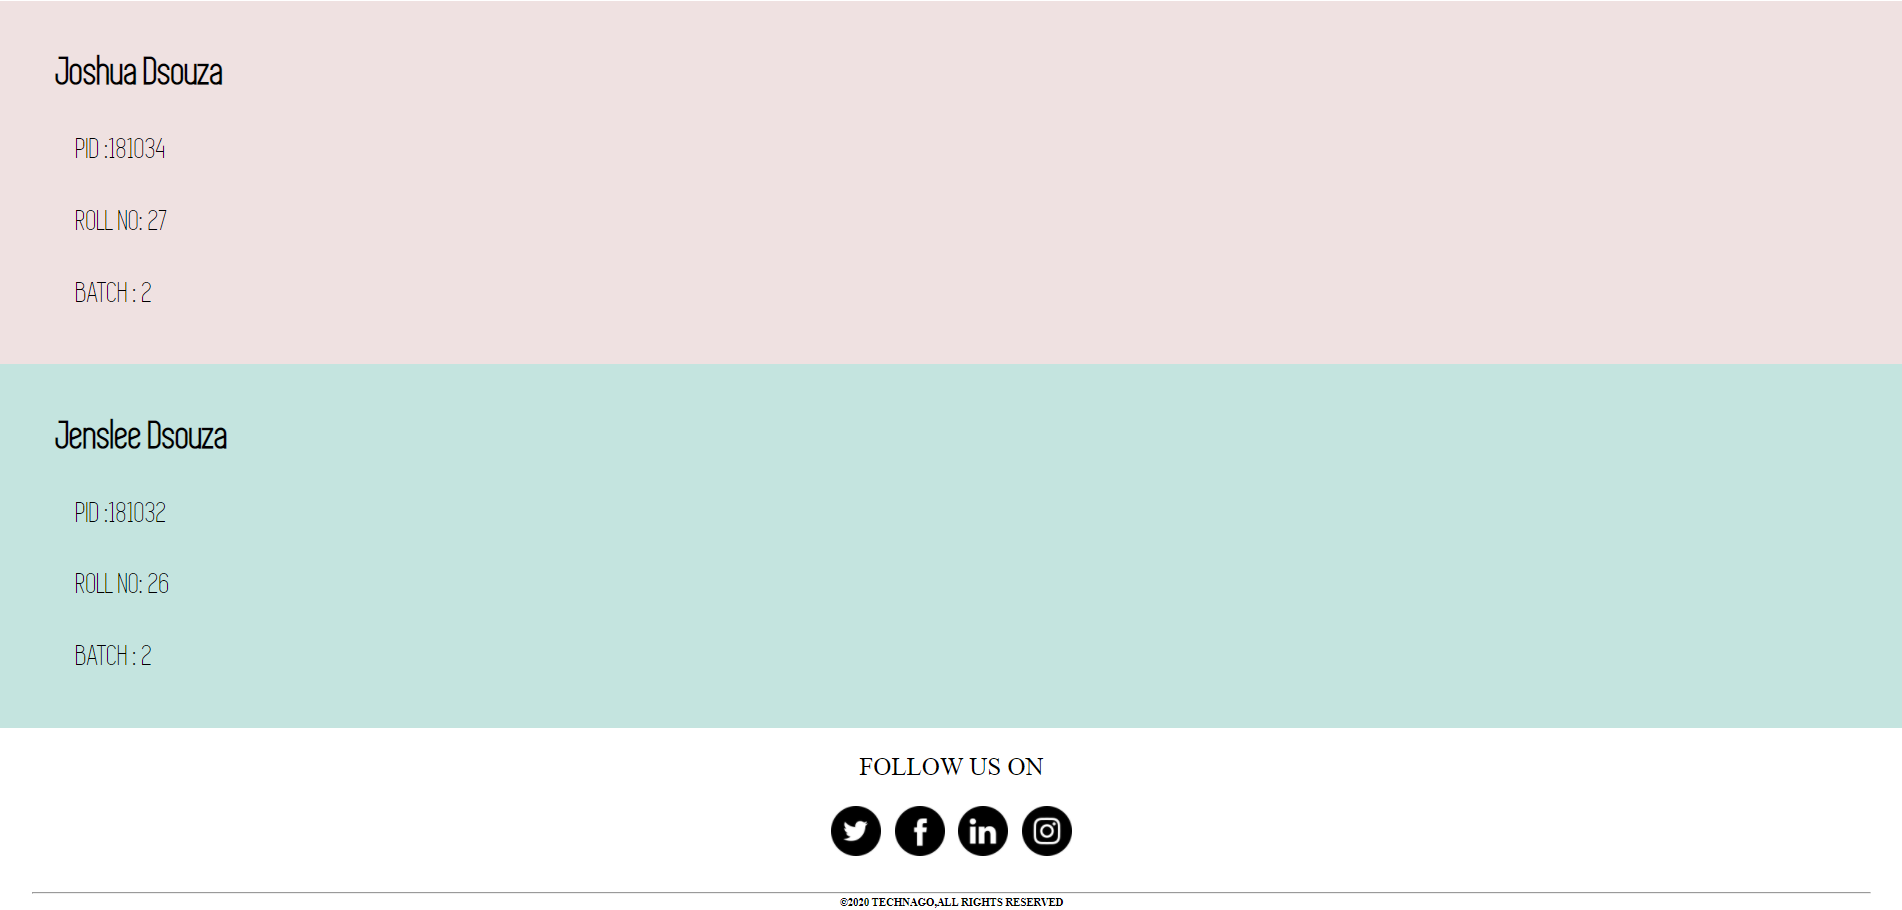 Joshua Dsouza
PID :181034
ROLL NO: 27
BATCH : 2
Jenslee Dsouza
PID :181032
ROLL NO: 26
BATCH : 2
FOLLOW US ON
©2020 TECHNAGO,ALL RIGHTS RESERVED